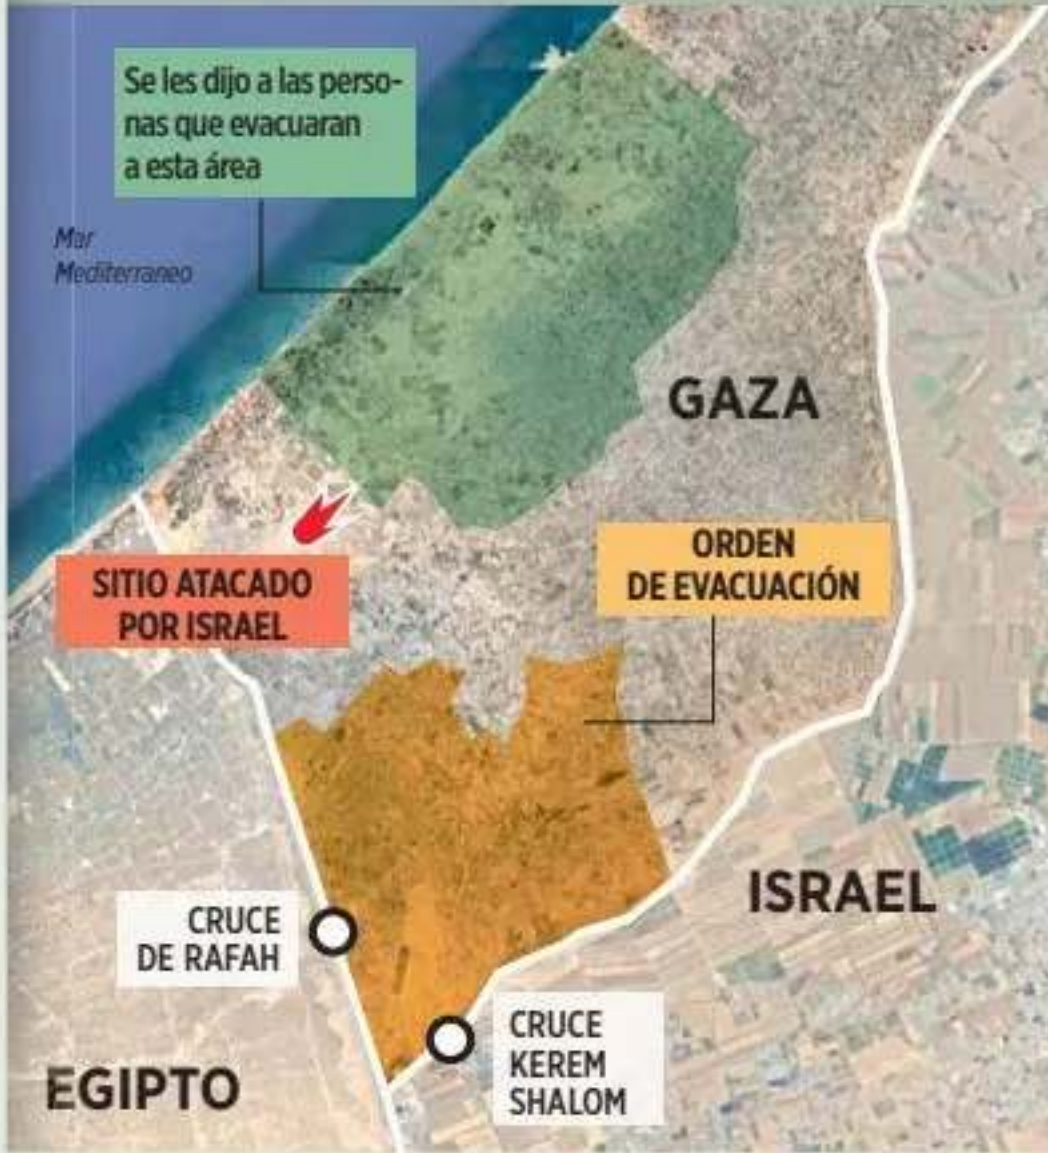 Se les dijo a las perso-
nas que evacuaran
a esta área
Mar
Mediterraneo
GAZA
ORDEN
DE EVACUACIÓN
SITIO ATACADO
POR ISRAEL
ISRAEL
CRUCE
DE RAFAH
CRUCE
KEREM
SHALOM
EGIPTO